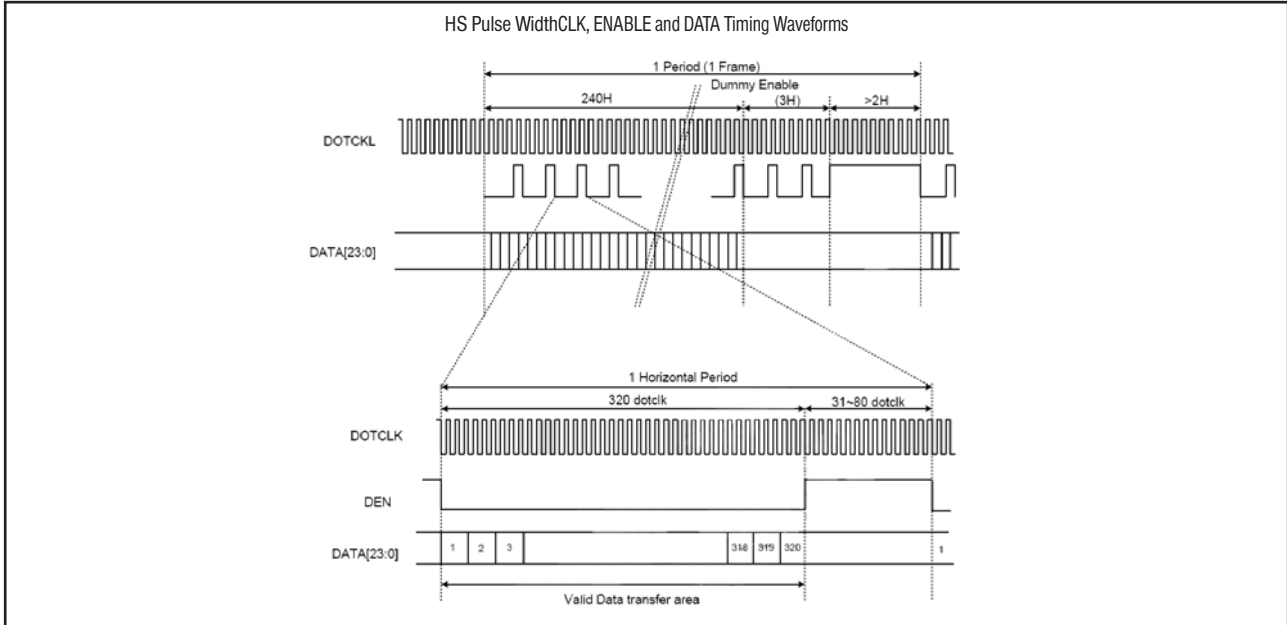 HS Pulse WidthCLK, ENABLE and DATA Timing Waveforms
1 Period (1 Frame)
Dummy Enable
240H
(3H)
>2H
DOTCKL
DATA[23:0]
1 Horizontal Period
320 dotclk
31~80 dotclk
DOTCLK
DEN
DATA[23:0]
1
2
3
318
319
320
1
Valid Data transfer area